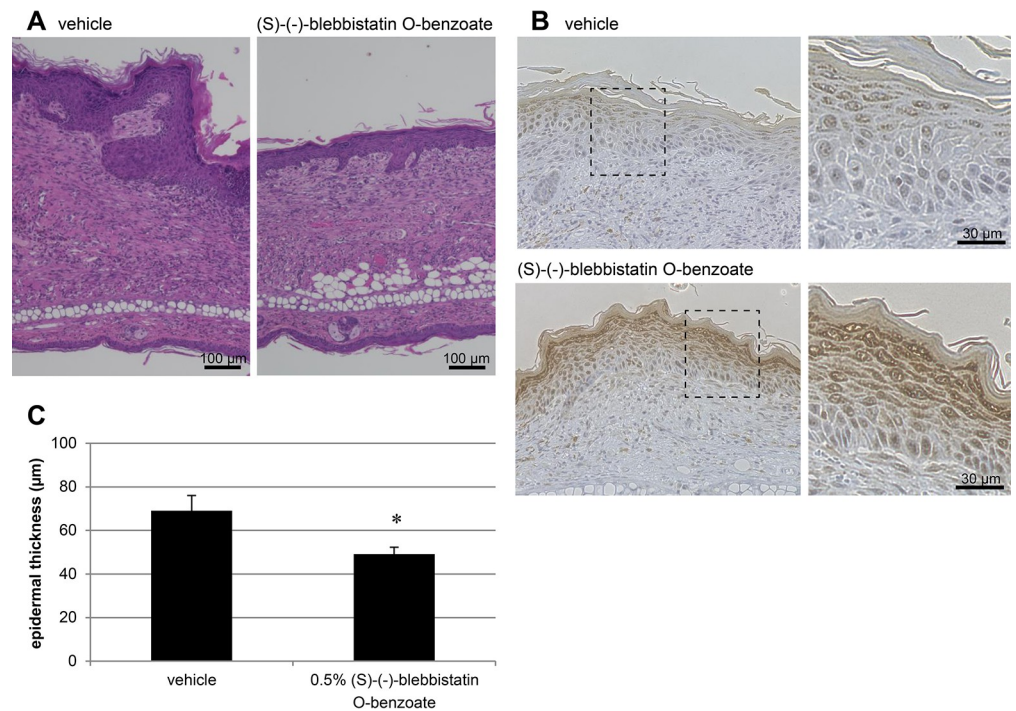 A vehicle
(S)-(-)-blebbistatin O-benzoate
100 µm
100 µm
B vehicle
30 µm
(S)-(-)-blebbistatin O-benzoate
30 µm
C
epidermal thickness (µm)
100
80
60
40
20
0
*
vehicle
0.5% (S)-(-)-blebbistatin
O-benzoate